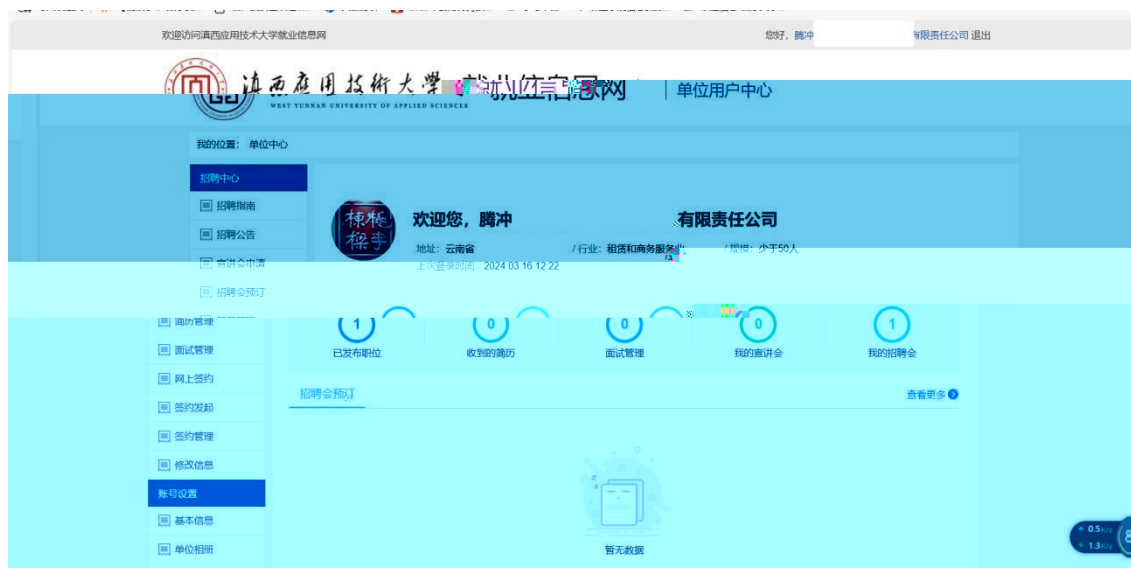 欢迎访问滇西应用技术大学就业信息网
您好，腾冲 有限责任公司 退出
滇西应用技術大學 就业信息网 单位用户中心
WEST YUNNAN UNIVERSITY OF APPLIED SCIENCES
我的位置： 单位中心
招聘中心
招聘指南
招聘公告
宣讲会申请
招聘会预订
简历管理
面试管理
网上签约
签约发起
签约管理
修改信息
账号设置
基本信息
单位相册
欢迎您，腾冲 有限责任公司
地址：云南省 / 行业：租赁和商务服务业 / 规模：少于50人
上次登录时间：2024-03-16 12:22
1 0 0 0 1
已发布职位 收到的简历 面试管理 我的宣讲会 我的招聘会
招聘会预订 查看更多
暂无数据
0.5K/s
1.3K/s